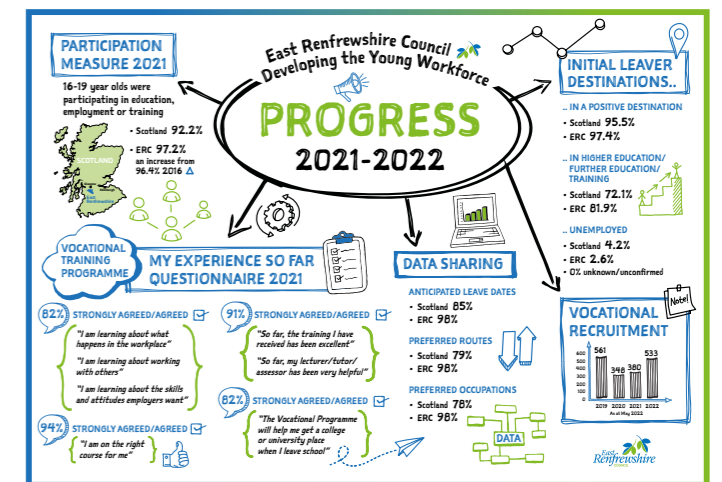 East Renfrewshire Council
Developing the Young Workforce
PROGRESS
2021-2022
PARTICIPATION
MEASURE 2021
16-19 year olds were
participating in education,
employment or training
• Scotland 92.2%
• ERC 97.2%
an increase from
96.4% 2016
SCOTLAND
East
Renfrewshire
INITIAL LEAVER
DESTINATIONS..
.. IN A POSITIVE DESTINATION
• Scotland 95.5%
• ERC 97.4%
.. IN HIGHER EDUCATION/
FURTHER EDUCATION/
TRAINING
• Scotland 72.1%
• ERC 81.9%
.. UNEMPLOYED
• Scotland 4.2%
• ERC 2.6%
• 0% unknown/unconfirmed
VOCATIONAL
TRAINING
PROGRAMME
MY EXPERIENCE SO FAR
QUESTIONNAIRE 2021
82% STRONGLY AGREED/AGREED
"I am learning about what
happens in the workplace"
"I am learning about working
with others"
"I am learning about the skills
and attitudes employers want"
94% STRONGLY AGREED/AGREED
"I am on the right
course for me"
91% STRONGLY AGREED/AGREED
"So far, the training I have
received has been excellent"
"So far, my lecturer/tutor/
assessor has been very helpful"
82% STRONGLY AGREED/AGREED
"The Vocational Programme
will help me get a college
or university place
when I leave school"
DATA SHARING
ANTICIPATED LEAVE DATES
• Scotland 85%
• ERC 98%
PREFERRED ROUTES
• Scotland 79%
• ERC 98%
PREFERRED OCCUPATIONS
• Scotland 78%
• ERC 98%
DATA
Note!
VOCATIONAL
RECRUITMENT
600
500
400
300
200
100
0
561
348
380
533
2019 2020 2021 2022
As at May 2022
East
Renfrewshire
COUNCIL